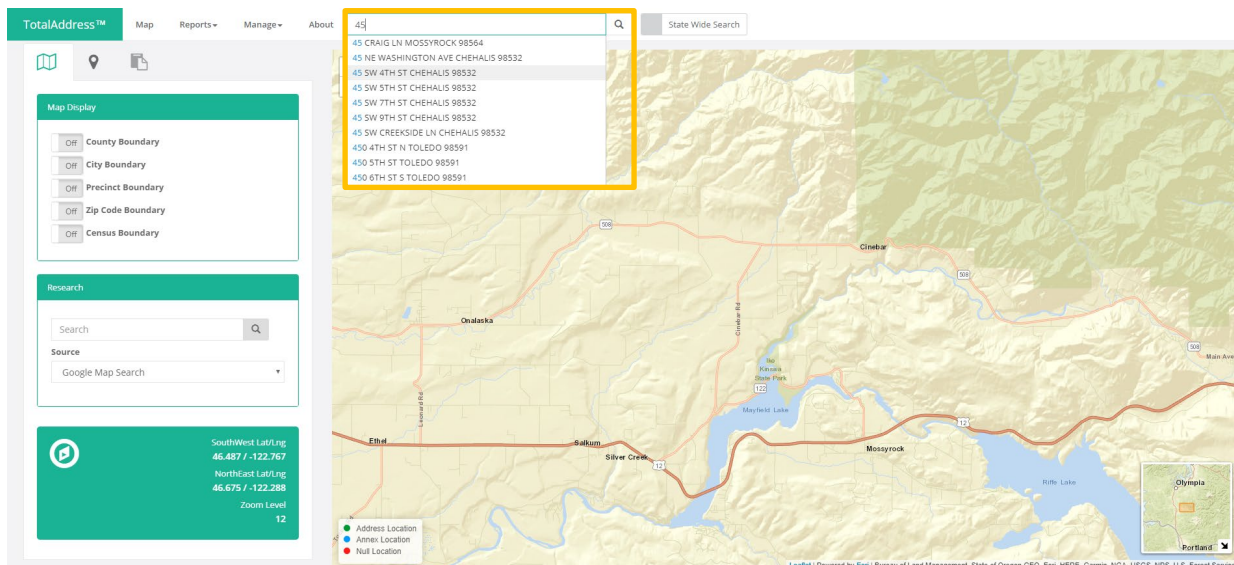 TotalAddress™ Map Reports Manage About 45 State Wide Search
45 CRAIG LN MOSSYROCK 98564
45 NE WASHINGTON AVE CHEHALIS 98532
45 SW 4TH ST CHEHALIS 98532
45 SW 5TH ST CHEHALIS 98532
45 SW 7TH ST CHEHALIS 98532
45 SW 9TH ST CHEHALIS 98532
45 SW CREEKSIDE LN CHEHALIS 98532
450 4TH ST N TOLEDO 98591
450 5TH ST TOLEDO 98591
450 6TH ST S TOLEDO 98591
Map Display
Off County Boundary
Off City Boundary
Off Precinct Boundary
Off Zip Code Boundary
Off Census Boundary
Research
Search
Source
Google Map Search
SouthWest Lat/Lng
46.487 / -122.767
NorthEast Lat/Lng
46.675 / -122.288
Zoom Level
12
508
Cinebar
508
Onalaska
Cinebar Rd
508
Main Ave
State Park
122
Leonard Rd
Mayfield Lake
12
Ethel
Salkum
Mossyrock
Silver Creek
12
Riffe Lake
Olympia
Portland
Address Location
Annex Location
Null Location